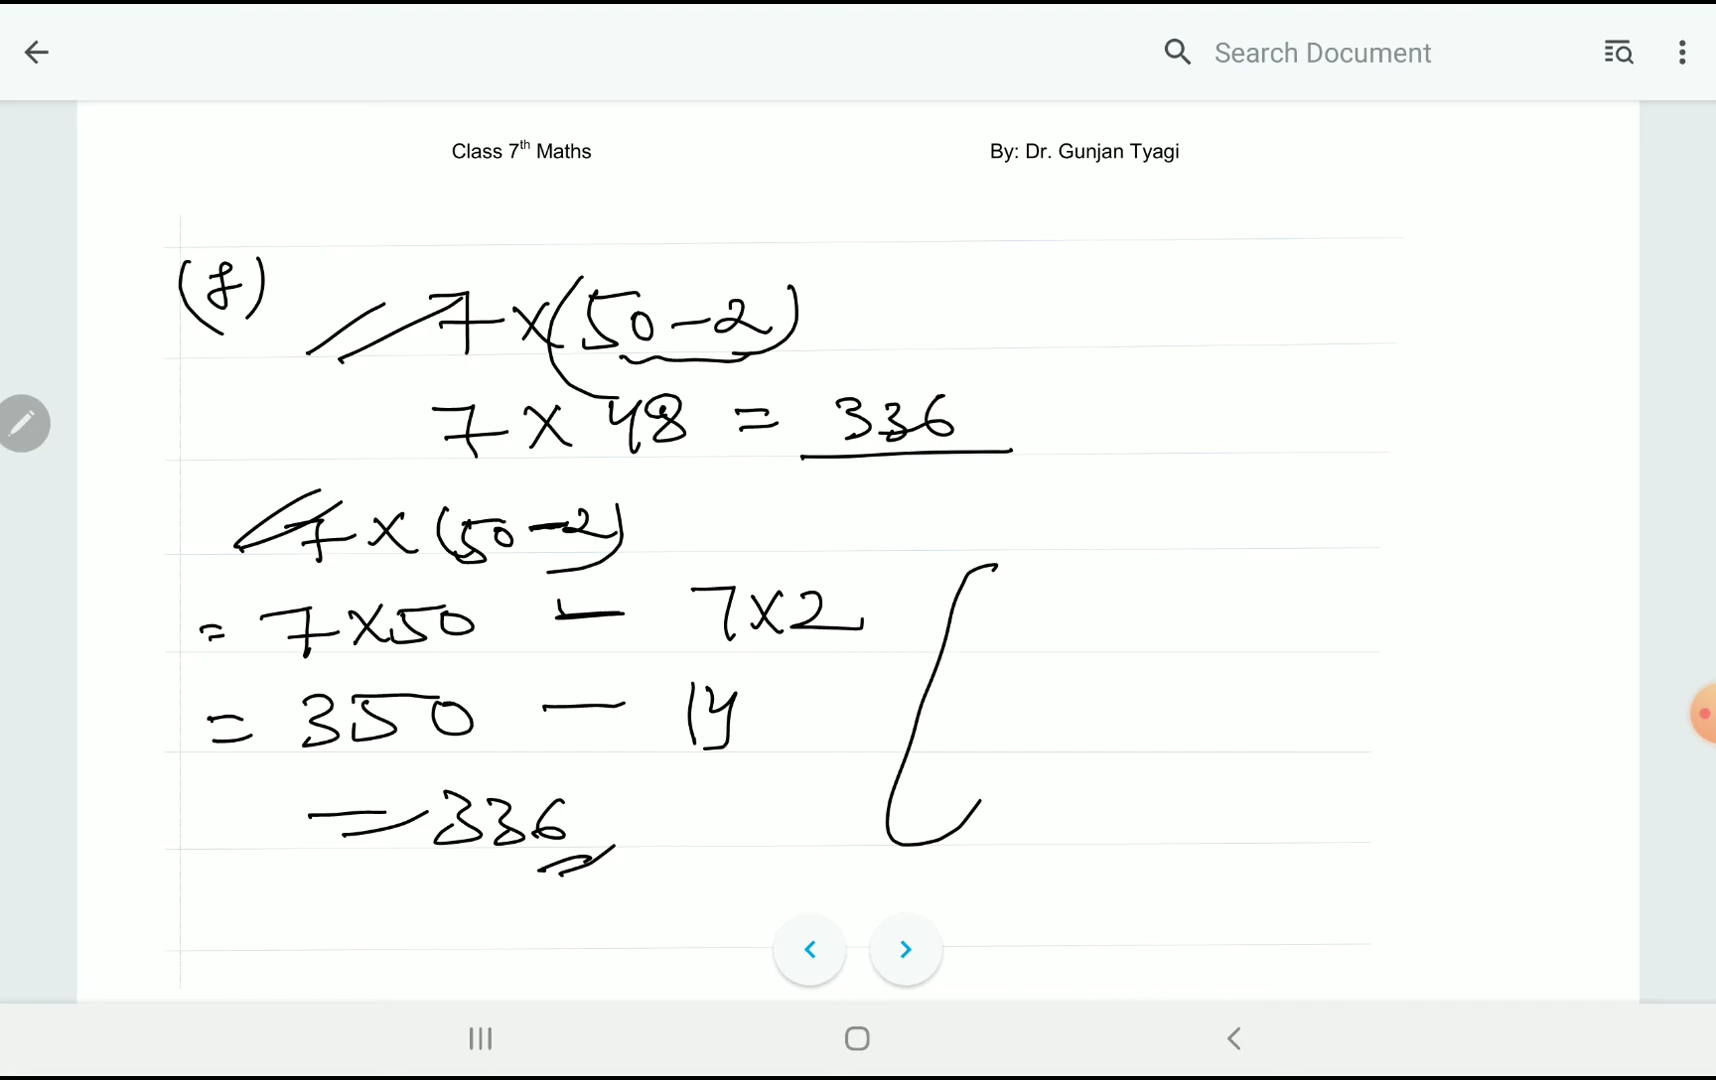 Search Document
Class 7th Maths By: Dr. Gunjan Tyagi
(f) 7 × (50 - 2)
7 × 48 = 336
7 × (50 - 2)
= 7 × 50 - 7 × 2
= 350 - 14
= 336